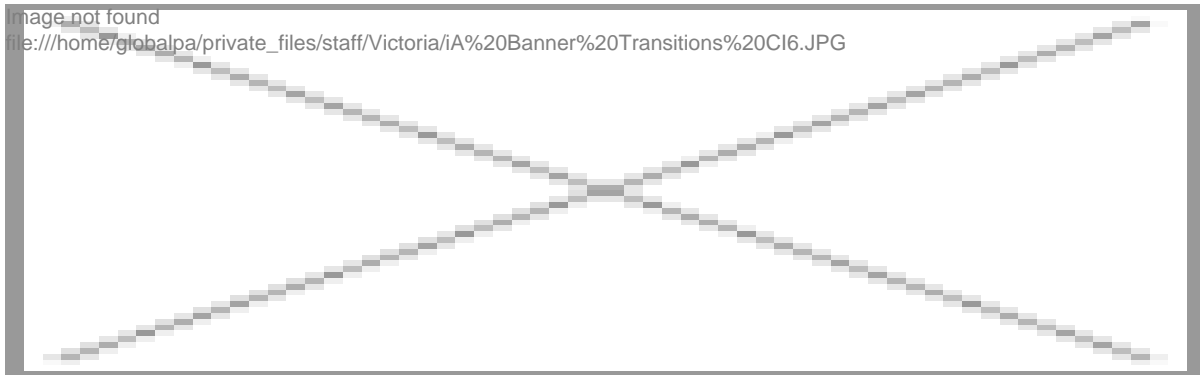 Image not found
file:///home/globalpa/private_files/staff/Victoria/iA%20Banner%20Transitions%20CI6.JPG